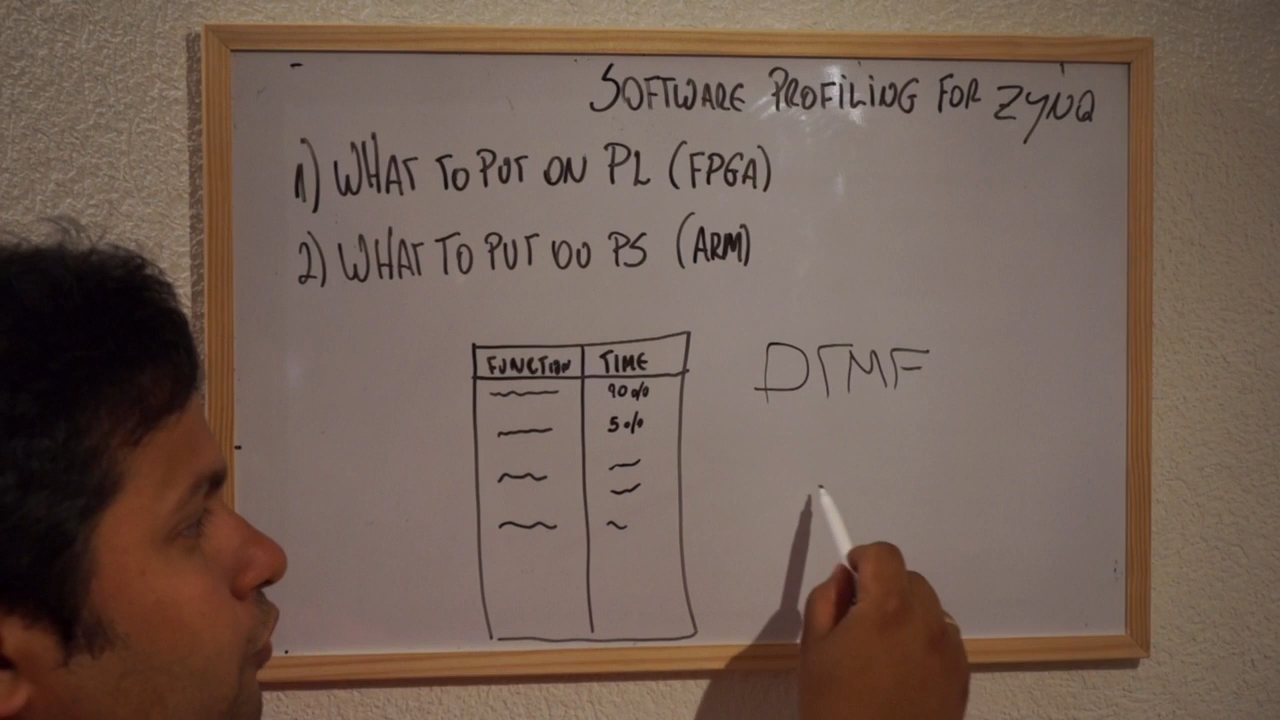 SOFTWARE PROFiLiNG FOR ZYNQ
1) WHAT TO PUT ON PL (FPGA)
2) WHAT TO PUT ON PS (ARM)
FUNCTION TIME
90%
5%
DTMF